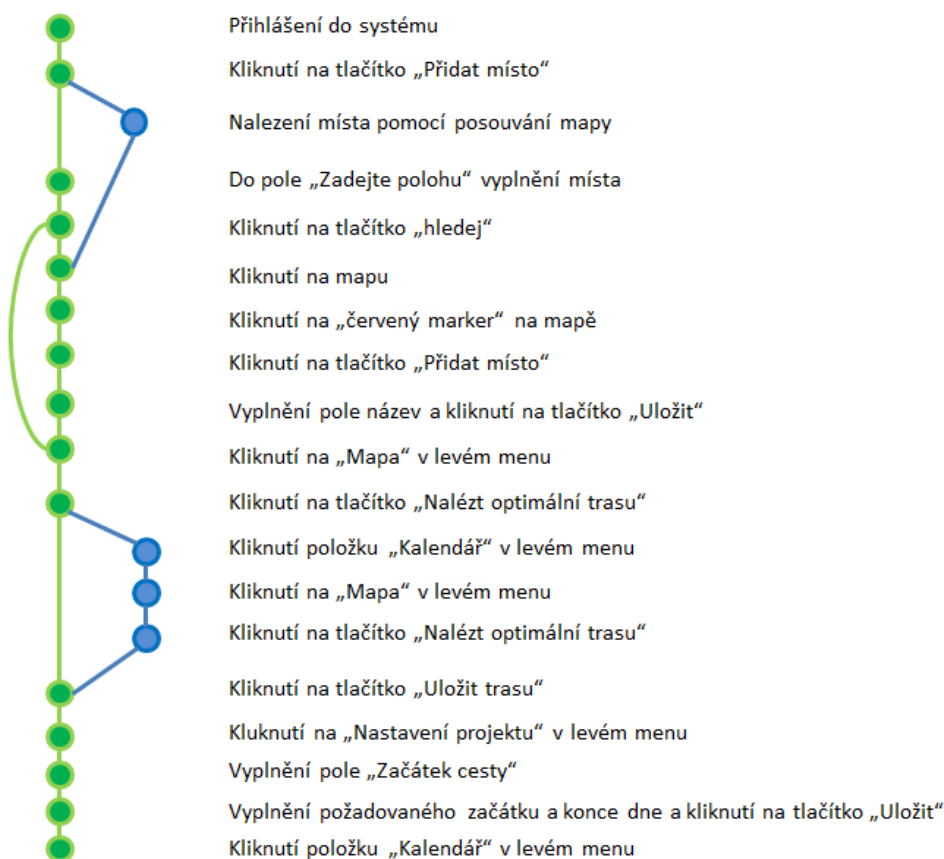 Přihlášení do systému
Kliknutí na tlačítko „Přidat místo“
Nalezení místa pomocí posouvání mapy
Do pole „Zadejte polohu“ vyplnění místa
Kliknutí na tlačítko „hledej“
Kliknutí na mapu
Kliknutí na „červený marker“ na mapě
Kliknutí na tlačítko „Přidat místo“
Vyplnění pole název a kliknutí na tlačítko „Uložit“
Kliknutí na „Mapa“ v levém menu
Kliknutí na tlačítko „Nalézt optimální trasu“
Kliknutí položku „Kalendář“ v levém menu
Kliknutí na „Mapa“ v levém menu
Kliknutí na tlačítko „Nalézt optimální trasu“
Kliknutí na tlačítko „Uložit trasu“
Kluknutí na „Nastavení projektu“ v levém menu
Vyplnění pole „Začátek cesty“
Vyplnění požadovaného začátku a konce dne a kliknutí na tlačítko „Uložit“
Kliknutí položku „Kalendář“ v levém menu